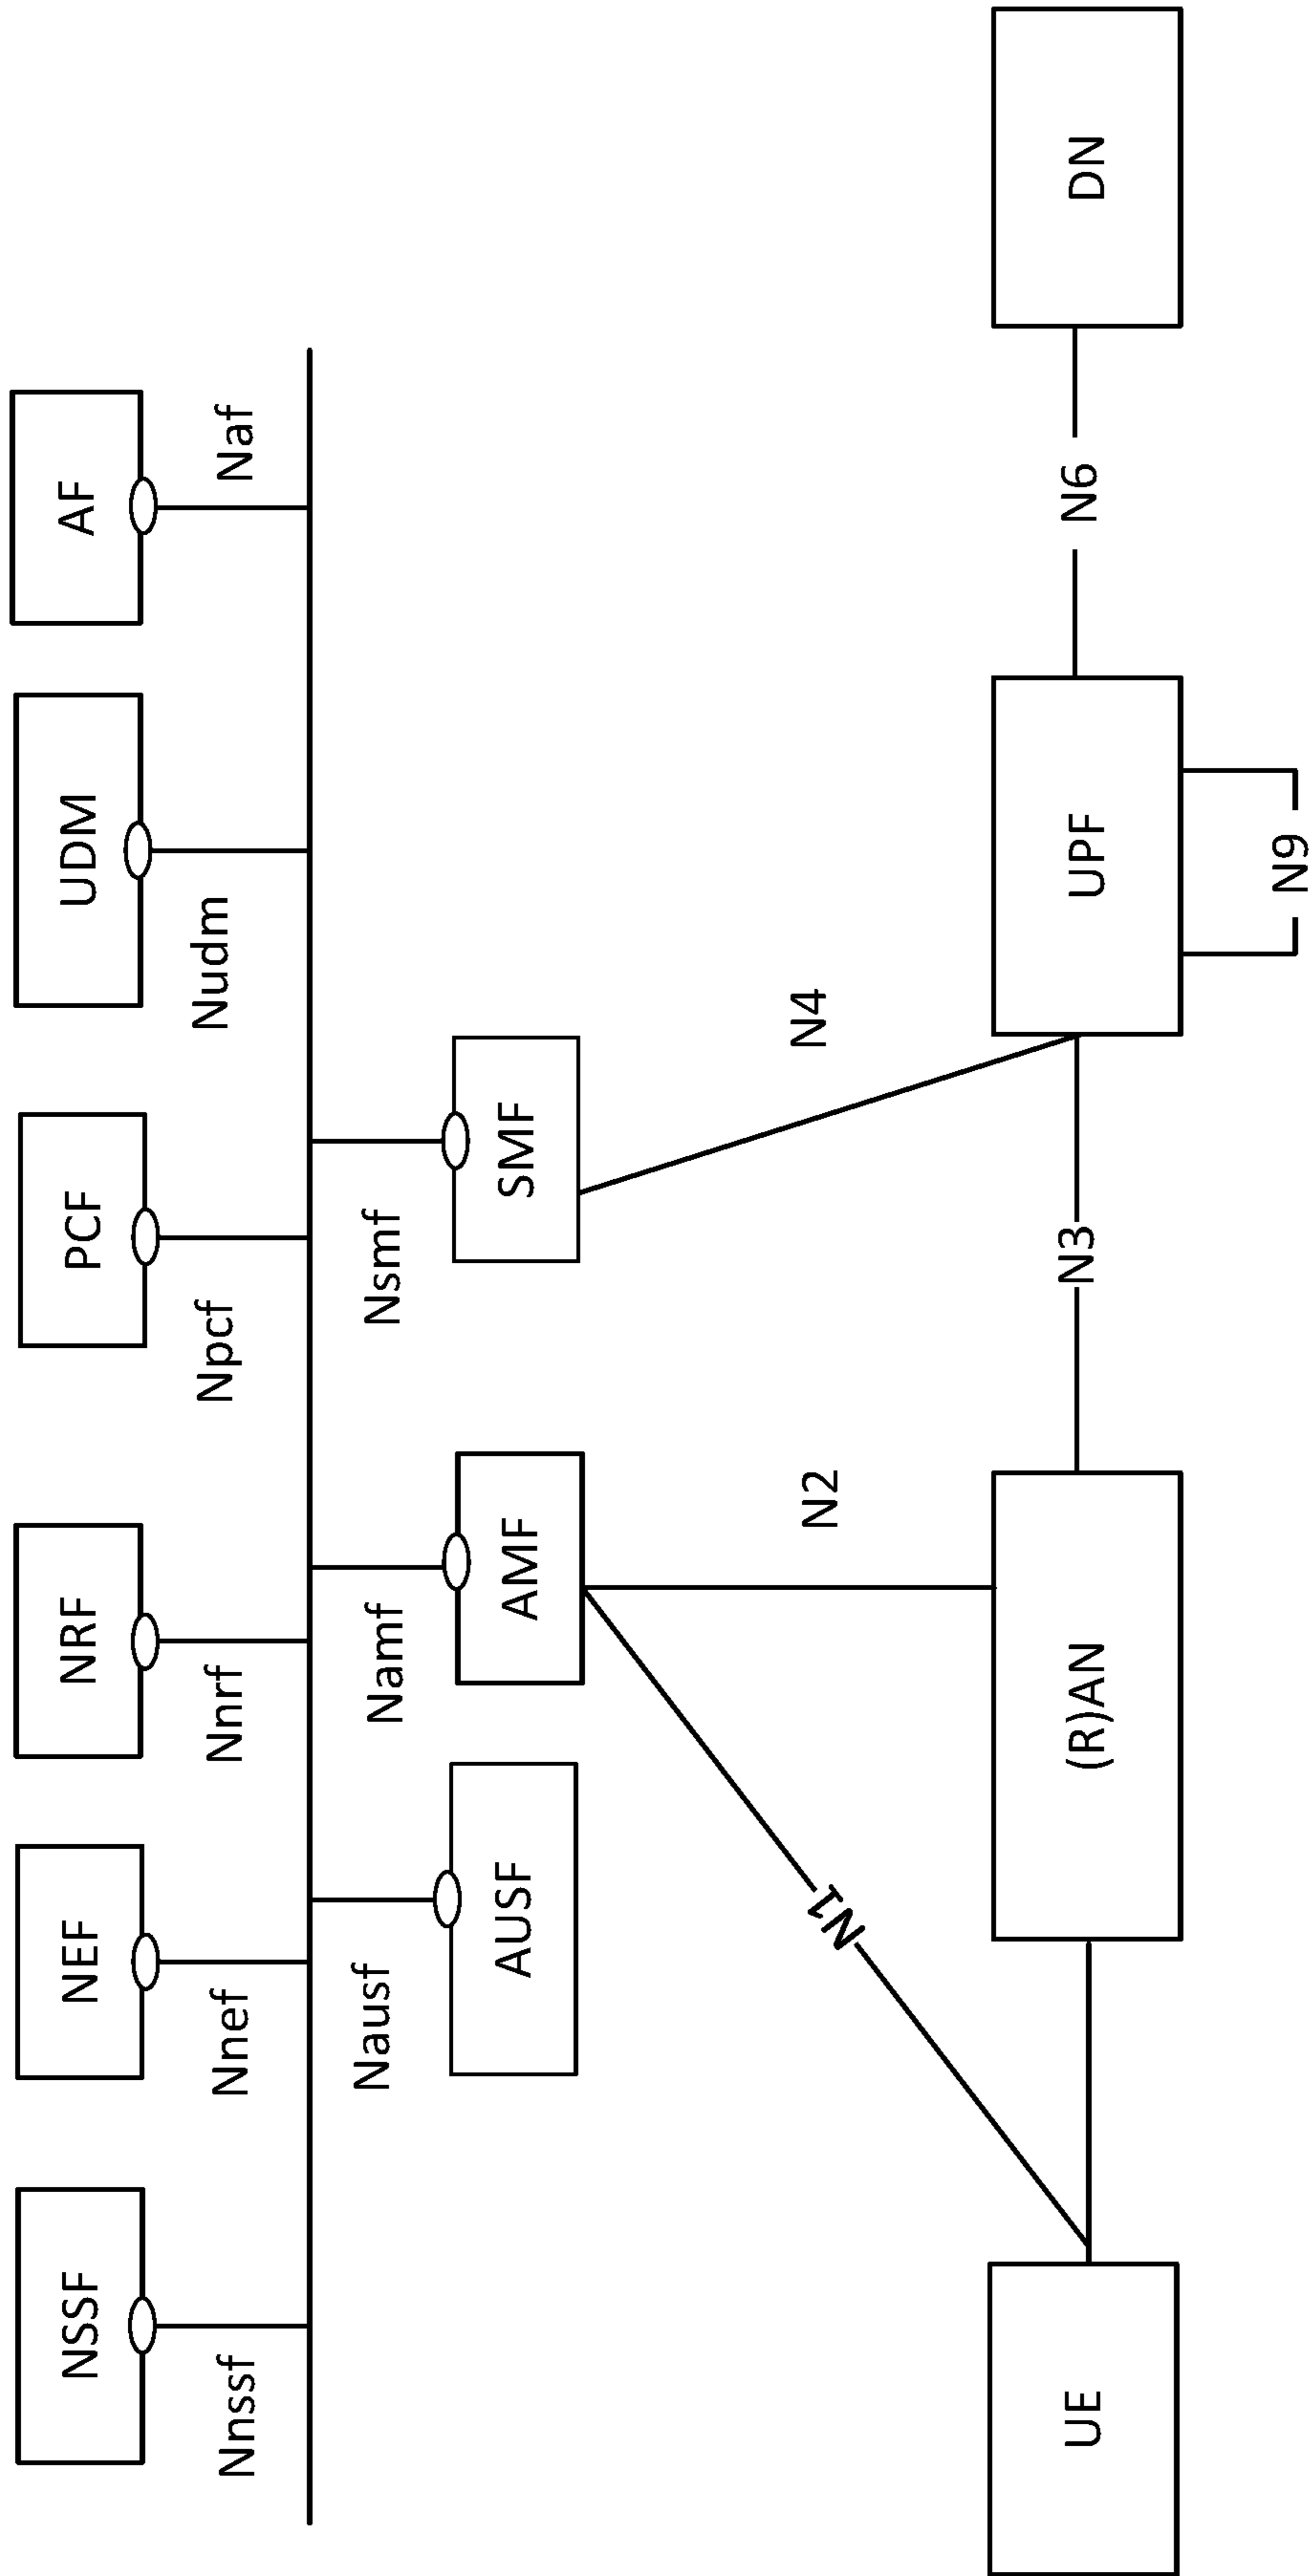 NSSF
NEF
NRF
PCF
UDM
AF
Nnssf
Nnef
Nnrf
Npcf
Nudm
Naf
Nausf
Namf
Nsmf
AUSF
AMF
SMF
N1
N2
N4
UE
(R)AN
N3
UPF
N6
DN
N9